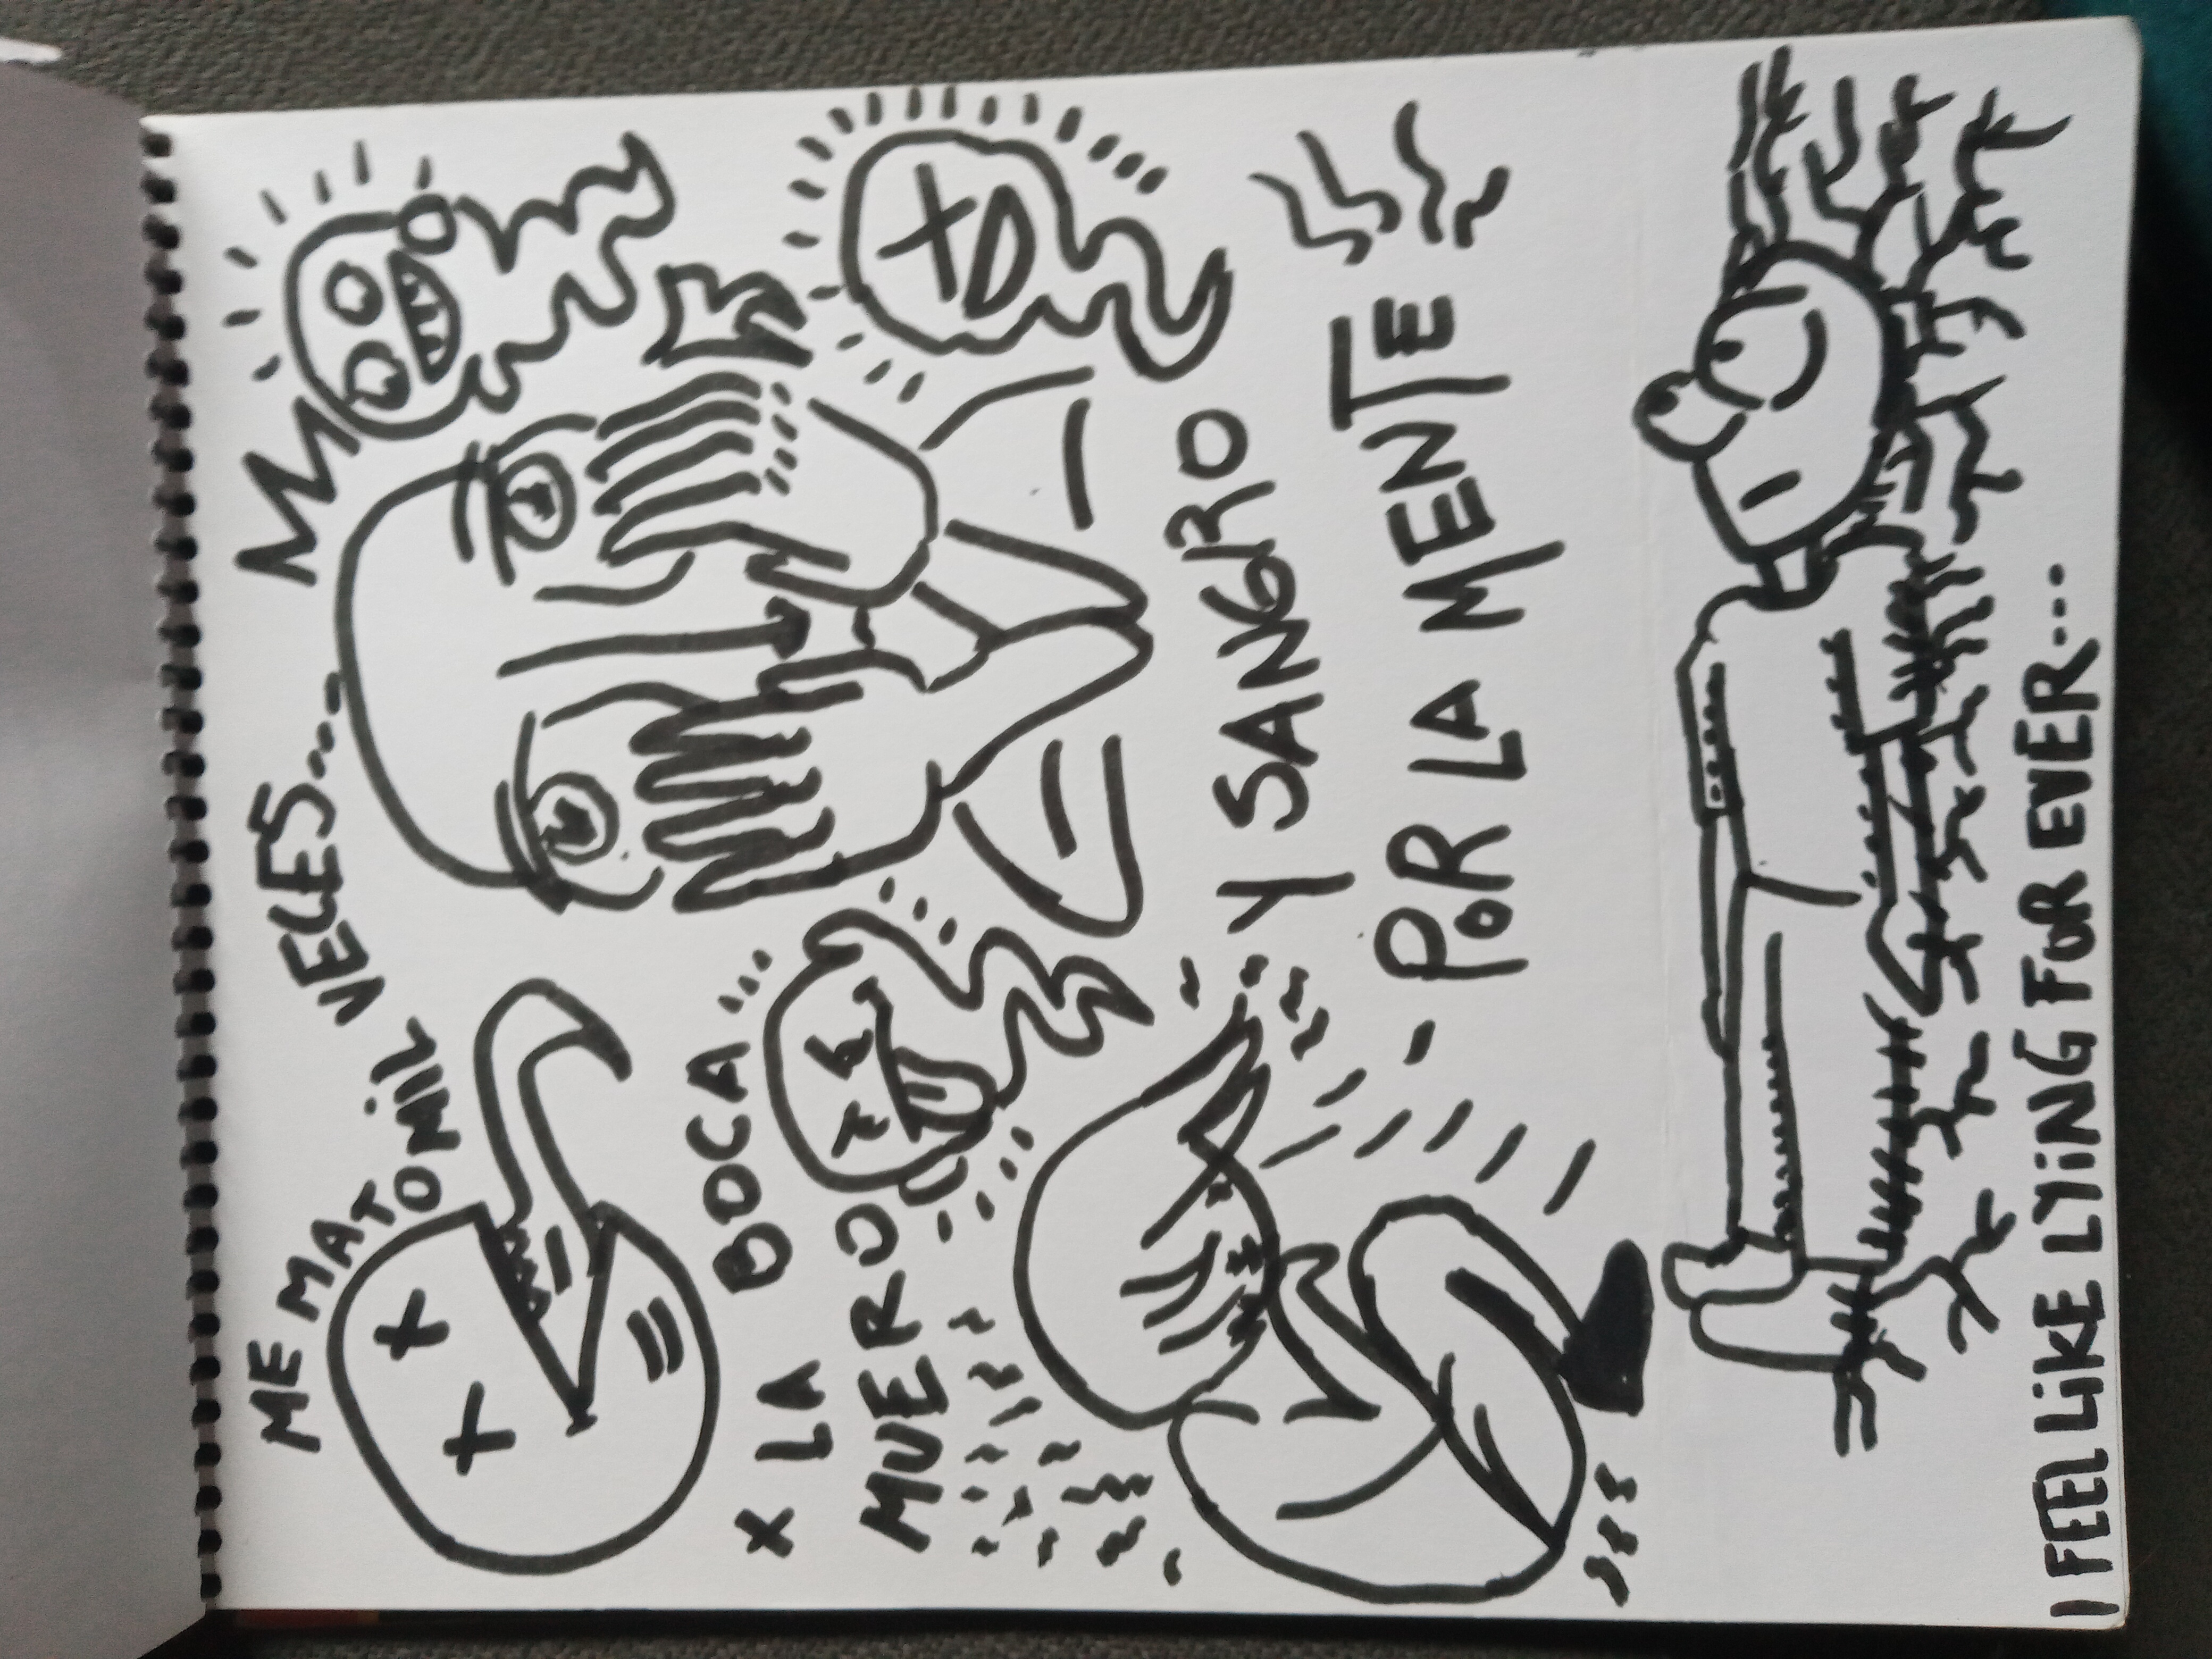 ME MATO MIL VECES...
X LA BOCA...
MUERO
Y SANGRO
POR LA MENTE
I FEEL LIKE LYING FOR EVER...